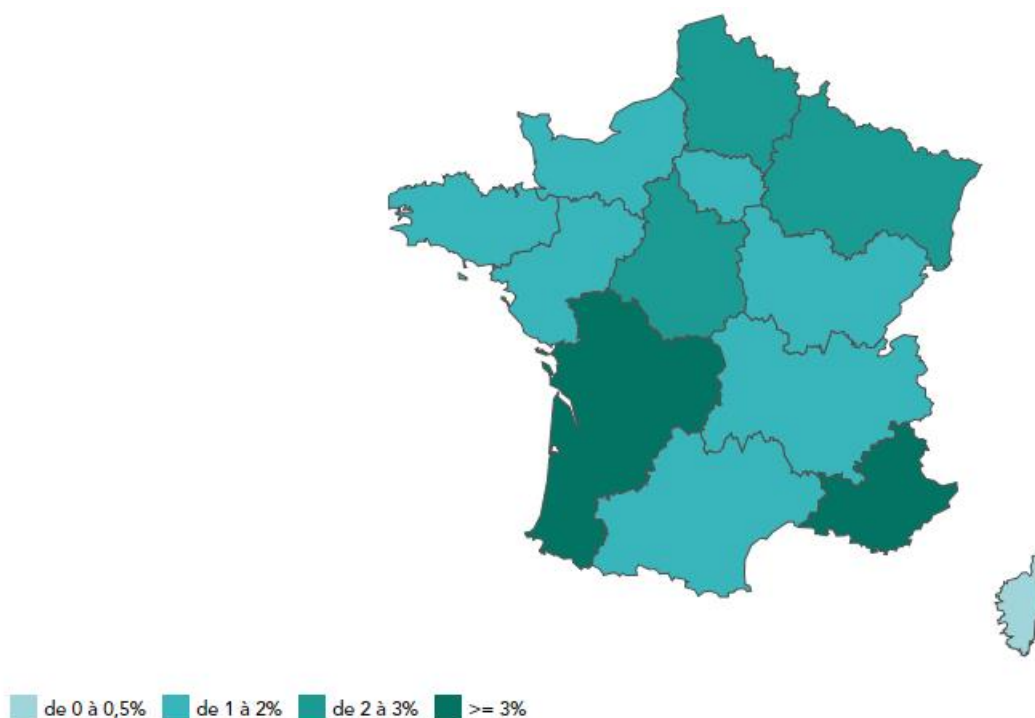 de 0 à 0,5% de 1 à 2% de 2 à 3% >= 3%